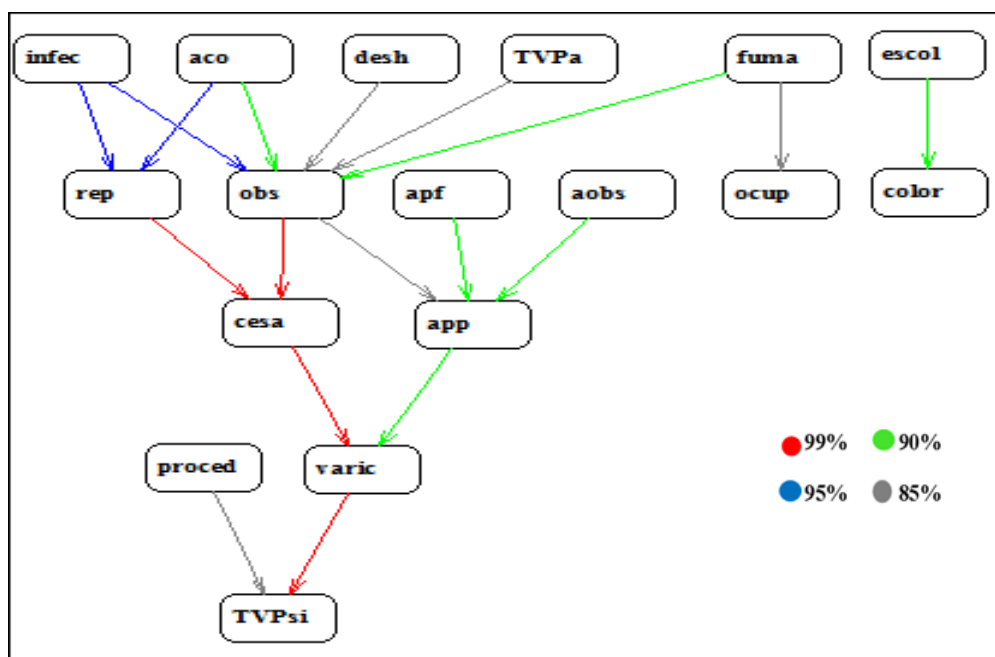 infec aco desh TVPa fuma escol
rep obs apf aobs ocup color
cesa app
proced varic
99% 90%
95% 85%
TVPsi